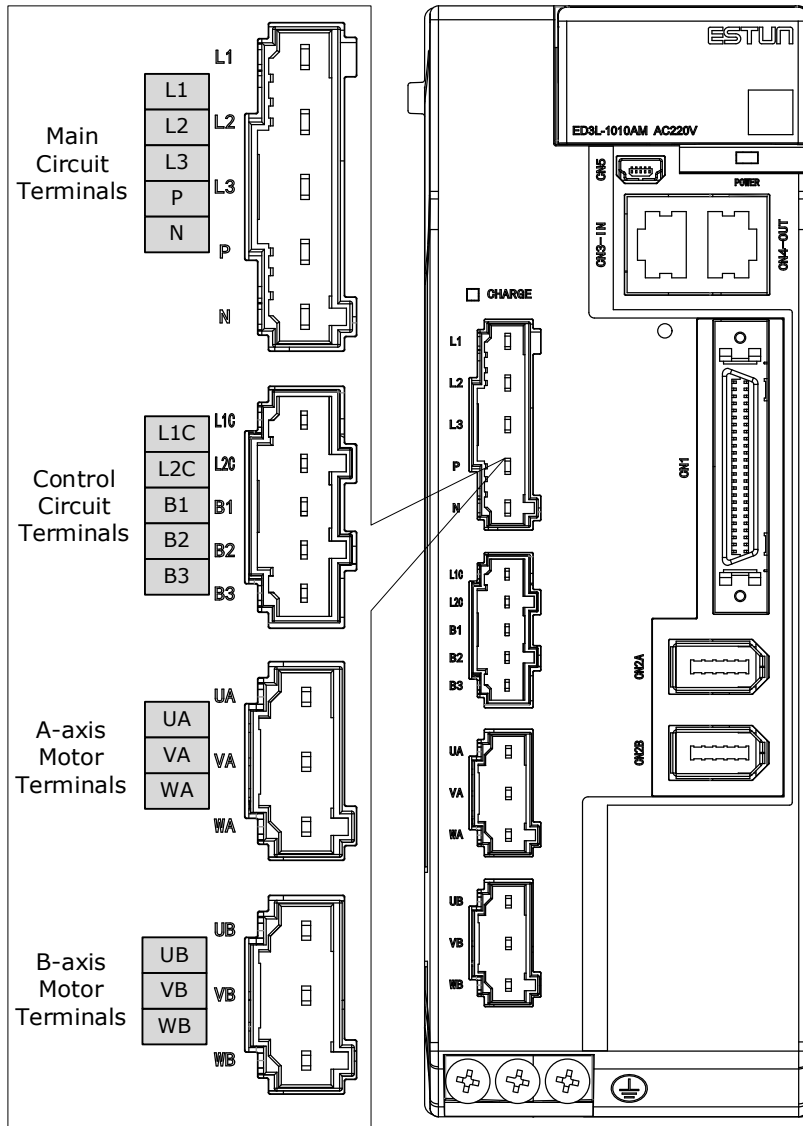 Main
Circuit
Terminals
L1
L2
L3
P
N
L1
L2
L3
P
N
Control
Circuit
Terminals
L1C
L2C
B1
B2
B3
L1C
L2C
B1
B2
B3
A-axis
Motor
Terminals
UA
VA
WA
UA
VA
WA
B-axis
Motor
Terminals
UB
VB
WB
UB
VB
WB
ESTUN
ED3L-1010AM AC220V
CN5
POWER
CN3-IN
CN4-OUT
CHARGE
L1
L2
L3
P
N
CN1
L1C
L2C
B1
B2
B3
CN2A
CN2B
UA
VA
WA
UB
VB
WB